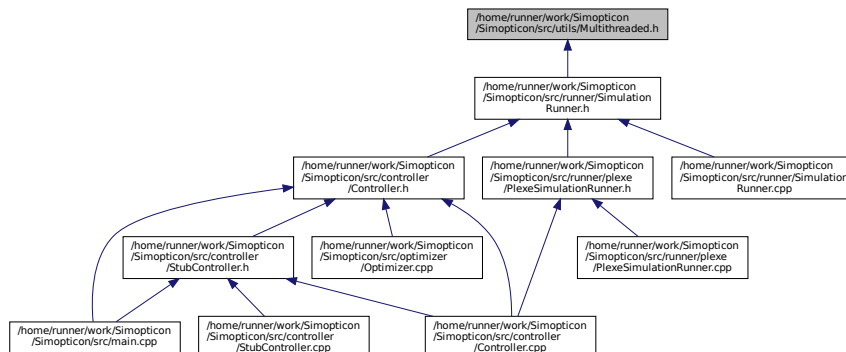 /home/runner/work/Simopticon
/Simopticon/src/utils/Multithreaded.h
/home/runner/work/Simopticon
/Simopticon/src/runner/Simulation
Runner.h
/home/runner/work/Simopticon
/Simopticon/src/controller
/Controller.h
/home/runner/work/Simopticon
/Simopticon/src/runner/plexe
/PlexeSimulationRunner.h
/home/runner/work/Simopticon
/Simopticon/src/runner/Simulation
Runner.cpp
/home/runner/work/Simopticon
/Simopticon/src/controller
/StubController.h
/home/runner/work/Simopticon
/Simopticon/src/optimizer
/Optimizer.cpp
/home/runner/work/Simopticon
/Simopticon/src/runner/plexe
/PlexeSimulationRunner.cpp
/home/runner/work/Simopticon
/Simopticon/src/main.cpp
/home/runner/work/Simopticon
/Simopticon/src/controller
/StubController.cpp
/home/runner/work/Simopticon
/Simopticon/src/controller
/Controller.cpp